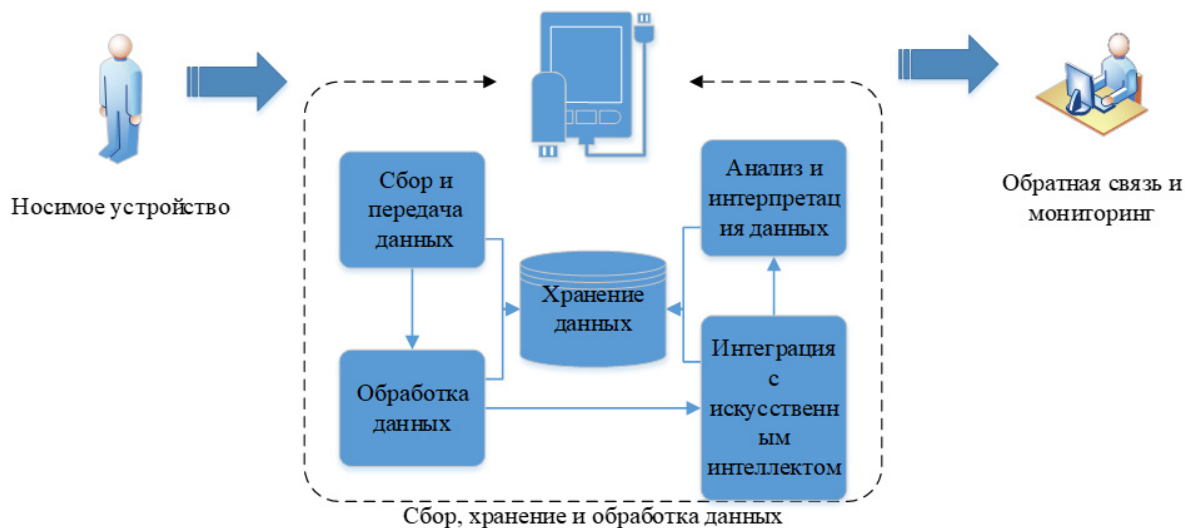 Носимое устройство
Сбор и
передача
данных
Анализ и
интерпретац
ия данных
Обратная связь и
мониторинг
Хранение
данных
Обработка
данных
Интеграция
с
искусственн
ым
интеллектом
Сбор, хранение и обработка данных